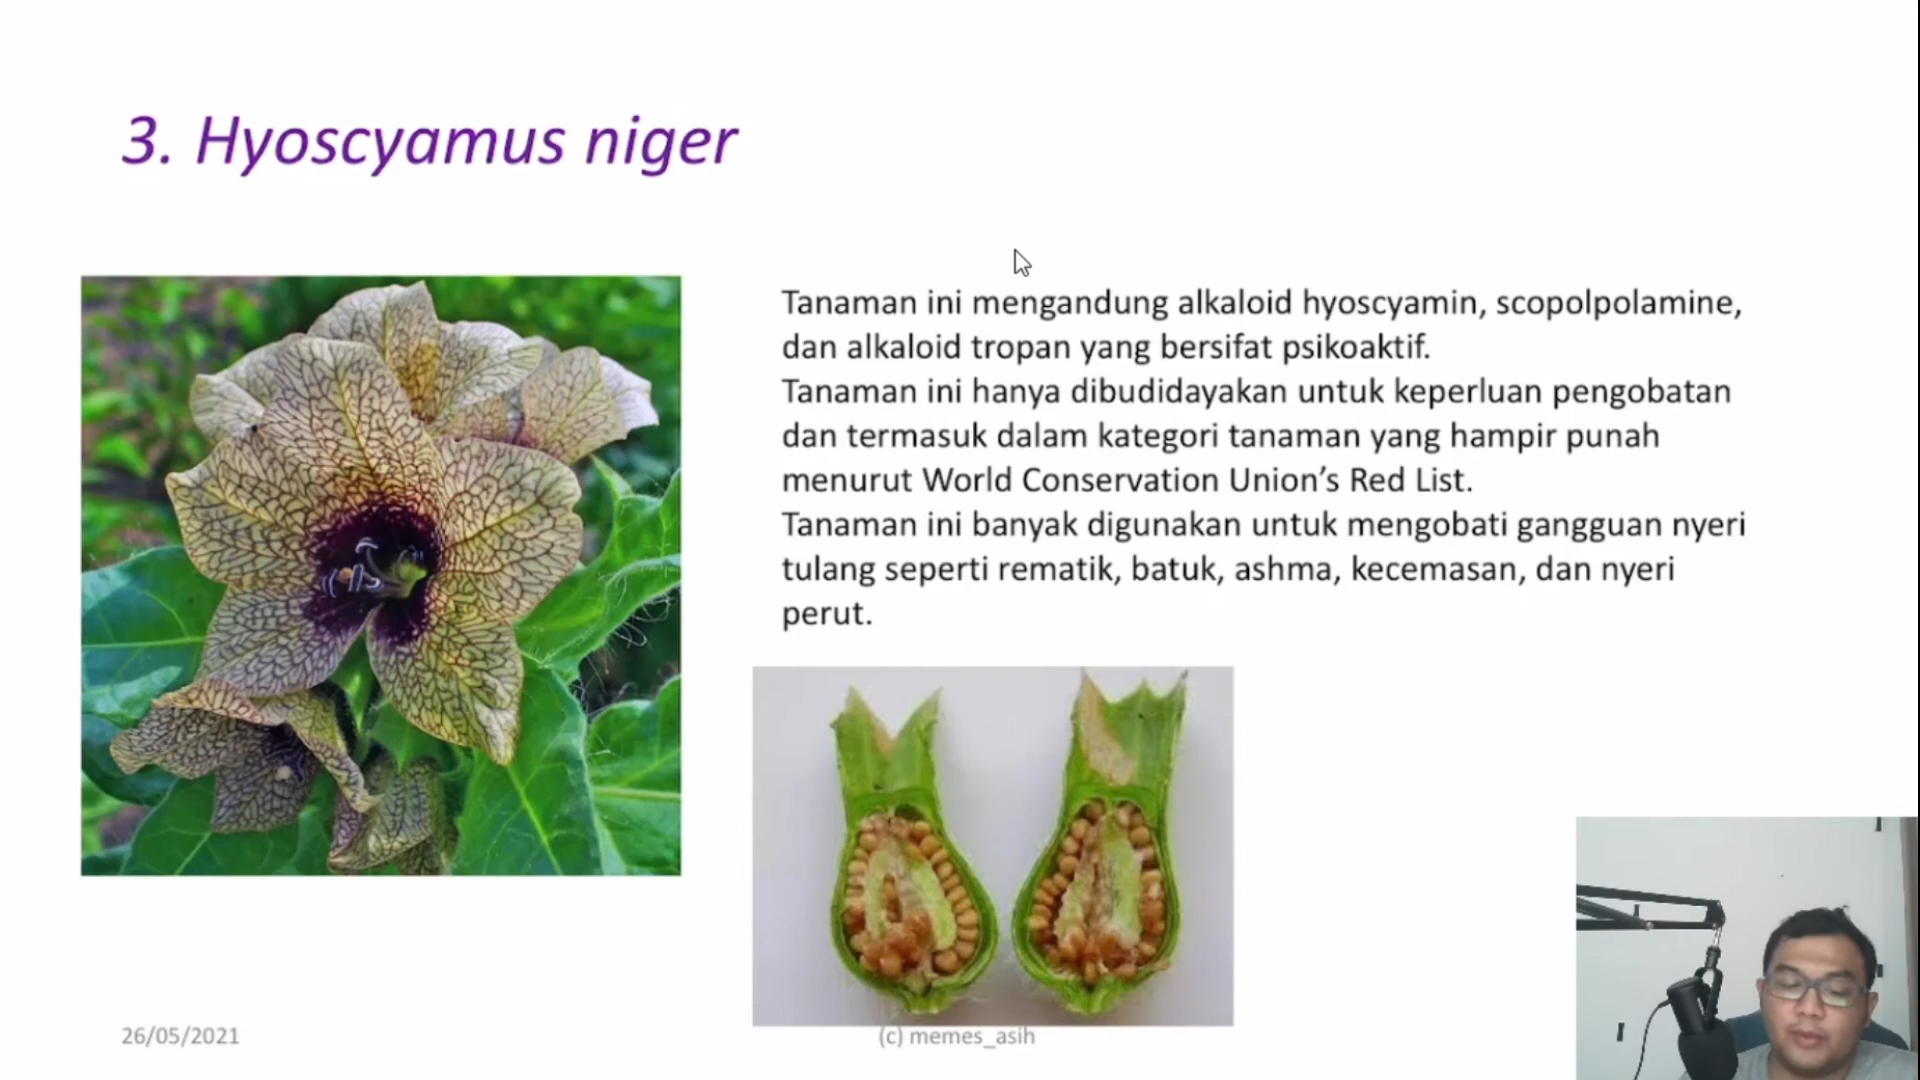 3. Hyoscyamus niger
Tanaman ini mengandung alkaloid hyoscyamin, scopolpolamine,
dan alkaloid tropan yang bersifat psikoaktif.
Tanaman ini hanya dibudidayakan untuk keperluan pengobatan
dan termasuk dalam kategori tanaman yang hampir punah
menurut World Conservation Union’s Red List.
Tanaman ini banyak digunakan untuk mengobati gangguan nyeri
tulang seperti rematik, batuk, ashma, kecemasan, dan nyeri
perut.
26/05/2021
(c) memes_asih